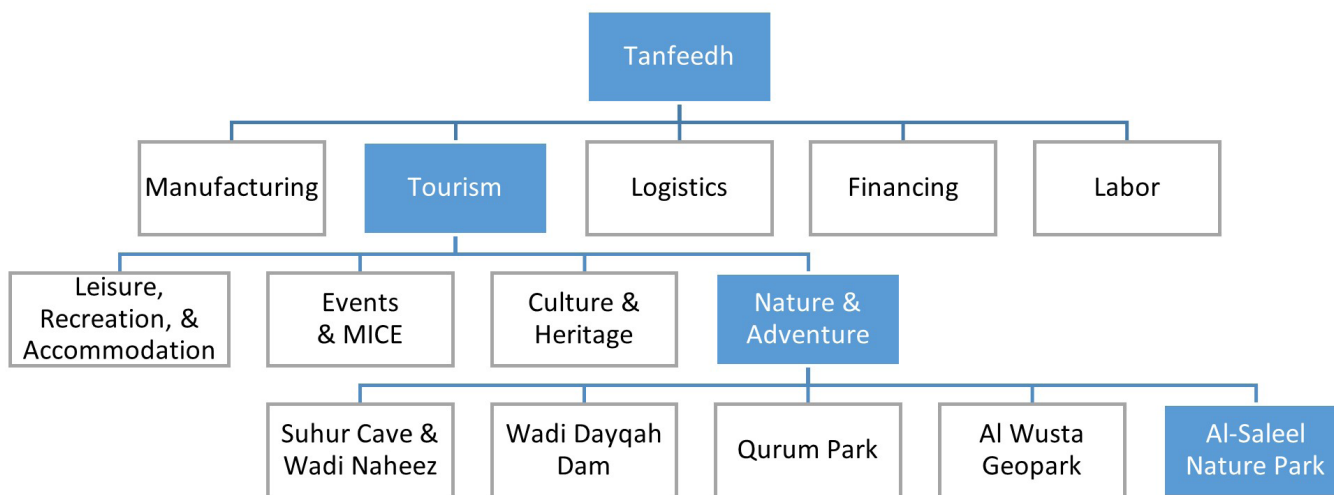 Tanfeedh
Manufacturing
Tourism
Logistics
Financing
Labor
Leisure,
Recreation, &
Accommodation
Events
& MICE
Culture &
Heritage
Nature &
Adventure
Suhur Cave &
Wadi Naheez
Wadi Dayqah
Dam
Qurum Park
Al Wusta
Geopark
Al-Saleel
Nature Park